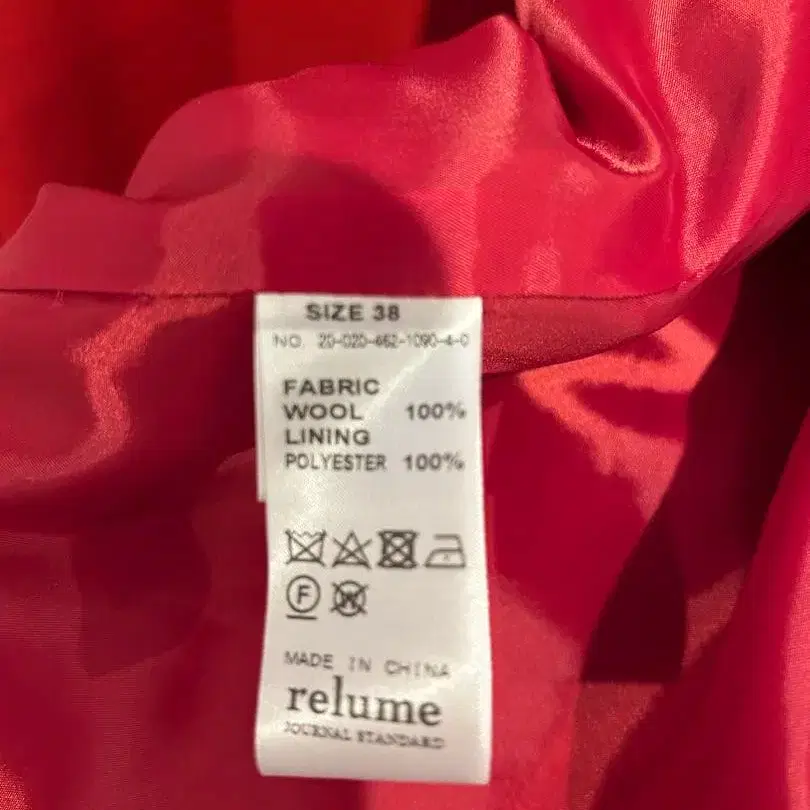 SIZE 38
NO. 20-020-462-1090-4-0
FABRIC
WOOL 100%
LINING
POLYESTER 100%
F
W
MADE IN CHINA
relume
JOURNAL STANDARD